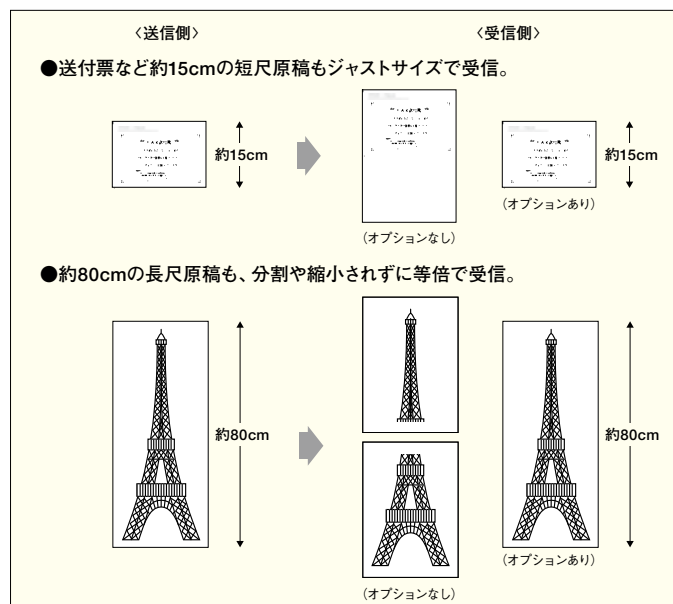 〈送信側〉
〈受信側〉
●送付票など約15cmの短尺原稿もジャストサイズで受信。
約15cm
(オプションなし)
約15cm
(オプションあり)
●約80cmの長尺原稿も、分割や縮小されずに等倍で受信。
約80cm
(オプションなし)
約80cm
(オプションあり)